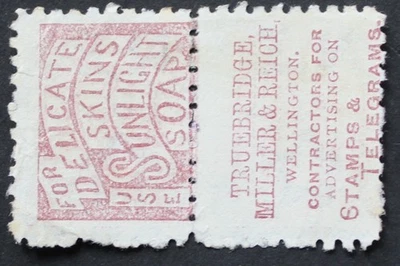 FOR
DELICATE
SKINS
USE
SUNLIGHT
SOAP
TRUEBRIDGE,
MILLER & REICH,
WELLINGTON.
CONTRACTORS FOR
ADVERTISING ON
STAMPS &
TELEGRAMS.